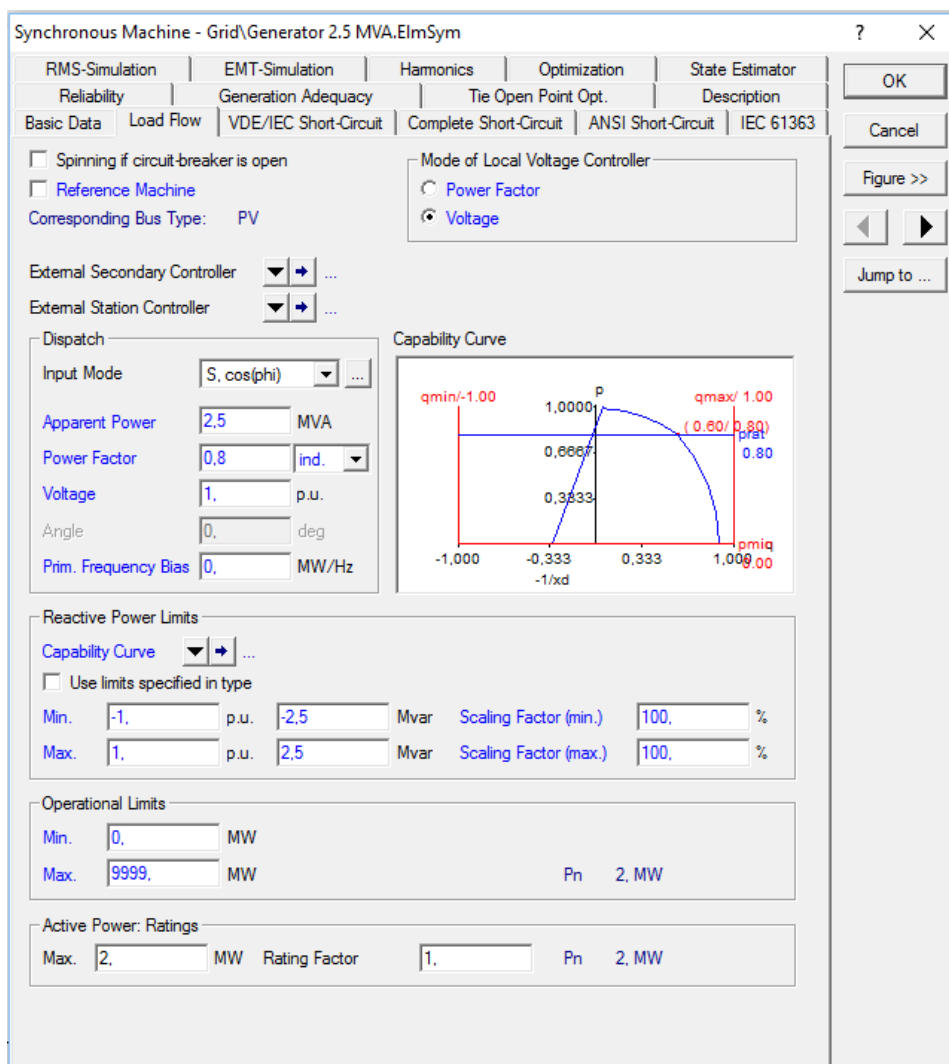 Synchronous Machine - Grid\Generator 2.5 MVA.ElmSym ? X
RMS-Simulation EMT-Simulation Harmonics Optimization State Estimator
Reliability Generation Adequacy Tie Open Point Opt. Description
Basic Data Load Flow VDE/IEC Short-Circuit Complete Short-Circuit ANSI Short-Circuit IEC 61363
OK
Cancel
Figure >>
Jump to ...
Spinning if circuit-breaker is open
Reference Machine
Corresponding Bus Type: PV
Mode of Local Voltage Controller
Power Factor
Voltage
External Secondary Controller ...
External Station Controller ...
Dispatch
Input Mode S, cos(phi) ...
Apparent Power 2,5 MVA
Power Factor 0,8 ind.
Voltage 1, p.u.
Angle 0, deg
Prim. Frequency Bias 0, MW/Hz
Capability Curve
qmin/-1.00 p qmax/ 1.00
1,0000
( 0.60/ 0.80)
prat
0,6667 0.80
0,3333
pmin
q
-1,000 -0,333 0,333 1,000 0.00
-1/xd
Reactive Power Limits
Capability Curve ...
Use limits specified in type
Min. -1, p.u. -2,5 Mvar Scaling Factor (min.) 100, %
Max. 1, p.u. 2,5 Mvar Scaling Factor (max.) 100, %
Operational Limits
Min. 0, MW
Max. 9999, MW Pn 2, MW
Active Power: Ratings
Max. 2, MW Rating Factor 1, Pn 2, MW